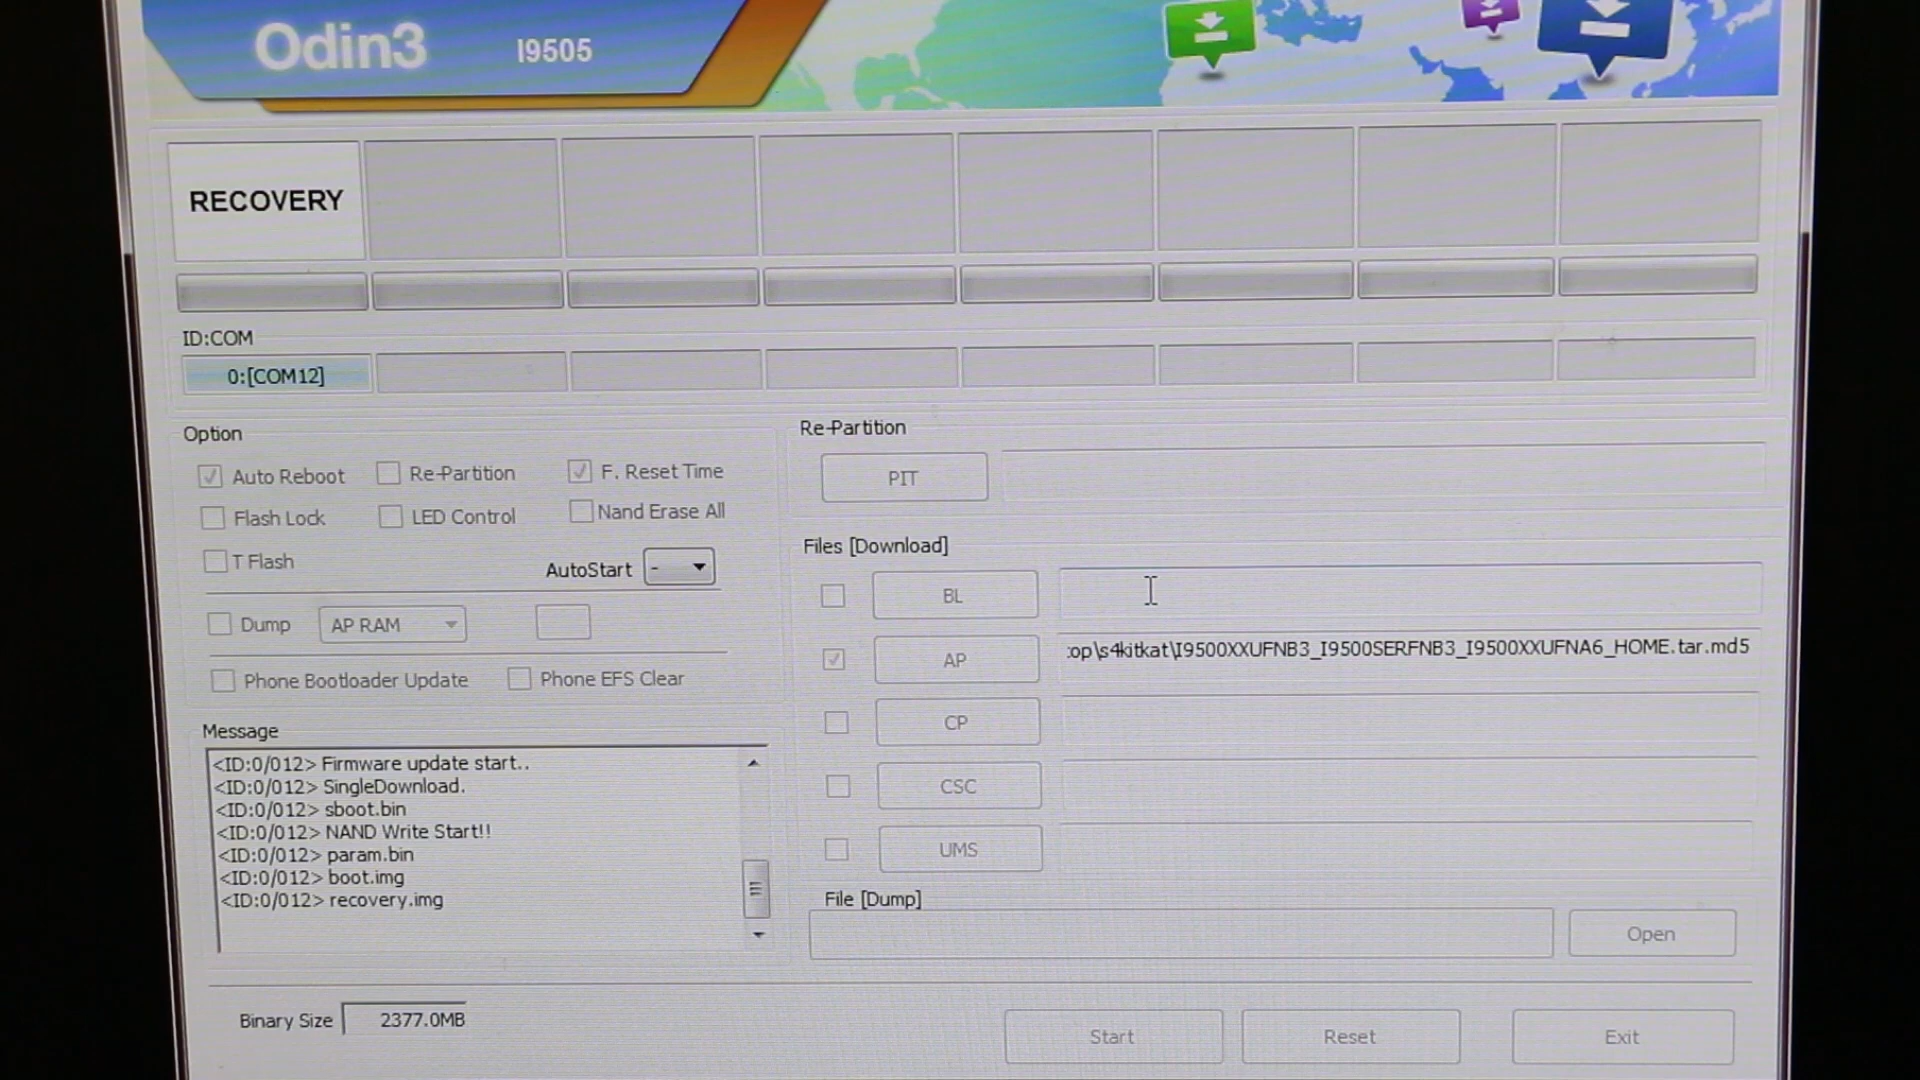 Odin3 I9505
RECOVERY
ID:COM
0:[COM12]
Option
Auto Reboot Re-Partition F. Reset Time
Flash Lock LED Control Nand Erase All
T Flash AutoStart -
Dump AP RAM
Phone Bootloader Update Phone EFS Clear
Message
<ID:0/012> Firmware update start..
<ID:0/012> SingleDownload.
<ID:0/012> sboot.bin
<ID:0/012> NAND Write Start!!
<ID:0/012> param.bin
<ID:0/012> boot.img
<ID:0/012> recovery.img
Binary Size 2377.0MB
Re-Partition
PIT
Files [Download]
BL
AP :op\s4kitkat\I9500XXUFNB3_I9500SERFNB3_I9500XXUFNA6_HOME.tar.md5
CP
CSC
UMS
File [Dump]
Open
Start Reset Exit